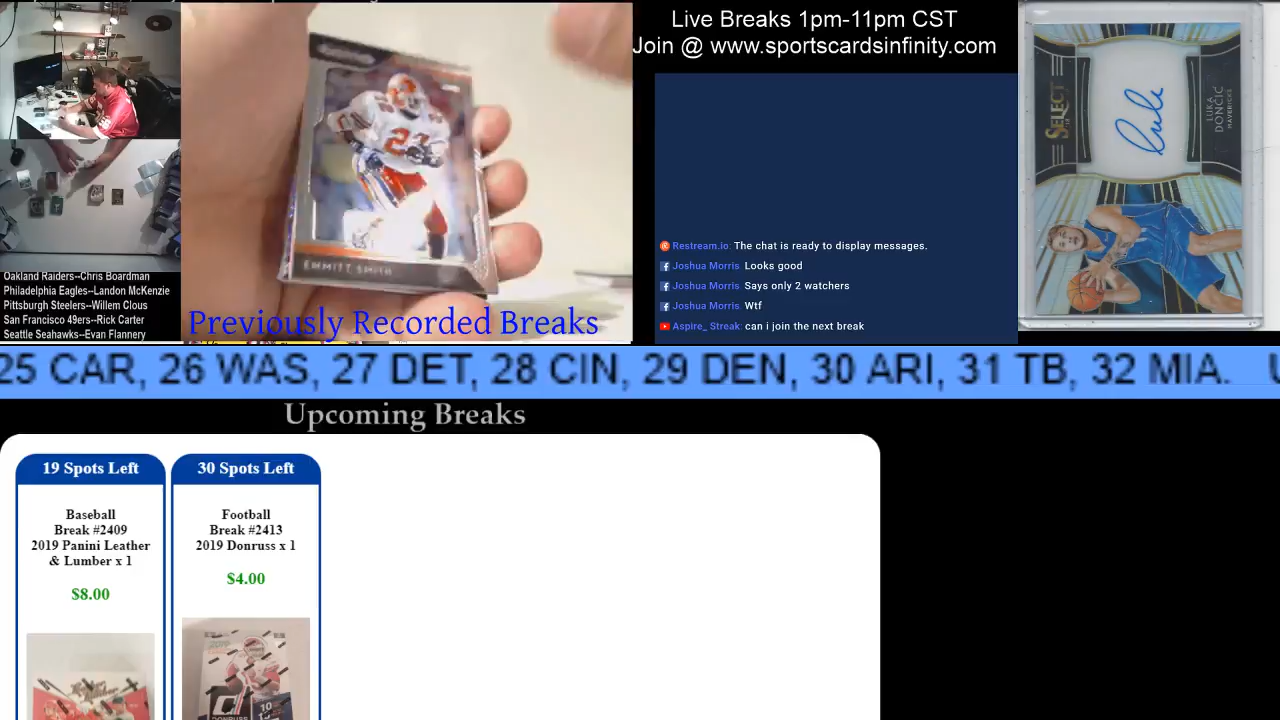 Live Breaks 1pm-11pm CST
Join @ www.sportscardsinfinity.com
EMMITT SMITH
Previously Recorded Breaks
Oakland Raiders--Chris Boardman
Philadelphia Eagles--Landon McKenzie
Pittsburgh Steelers--Willem Clous
San Francisco 49ers--Rick Carter
Seattle Seahawks--Evan Flannery
Restream.io: The chat is ready to display messages.
Joshua Morris Looks good
Joshua Morris Says only 2 watchers
Joshua Morris Wtf
Aspire_ Streak: can i join the next break
SELECT
LUKA DONČIĆ
MAVERICKS
25 CAR, 26 WAS, 27 DET, 28 CIN, 29 DEN, 30 ARI, 31 TB, 32 MIA.
Upcoming Breaks
19 Spots Left
Baseball
Break #2409
2019 Panini Leather
& Lumber x 1
$8.00
30 Spots Left
Football
Break #2413
2019 Donruss x 1
$4.00
DONRUSS
10